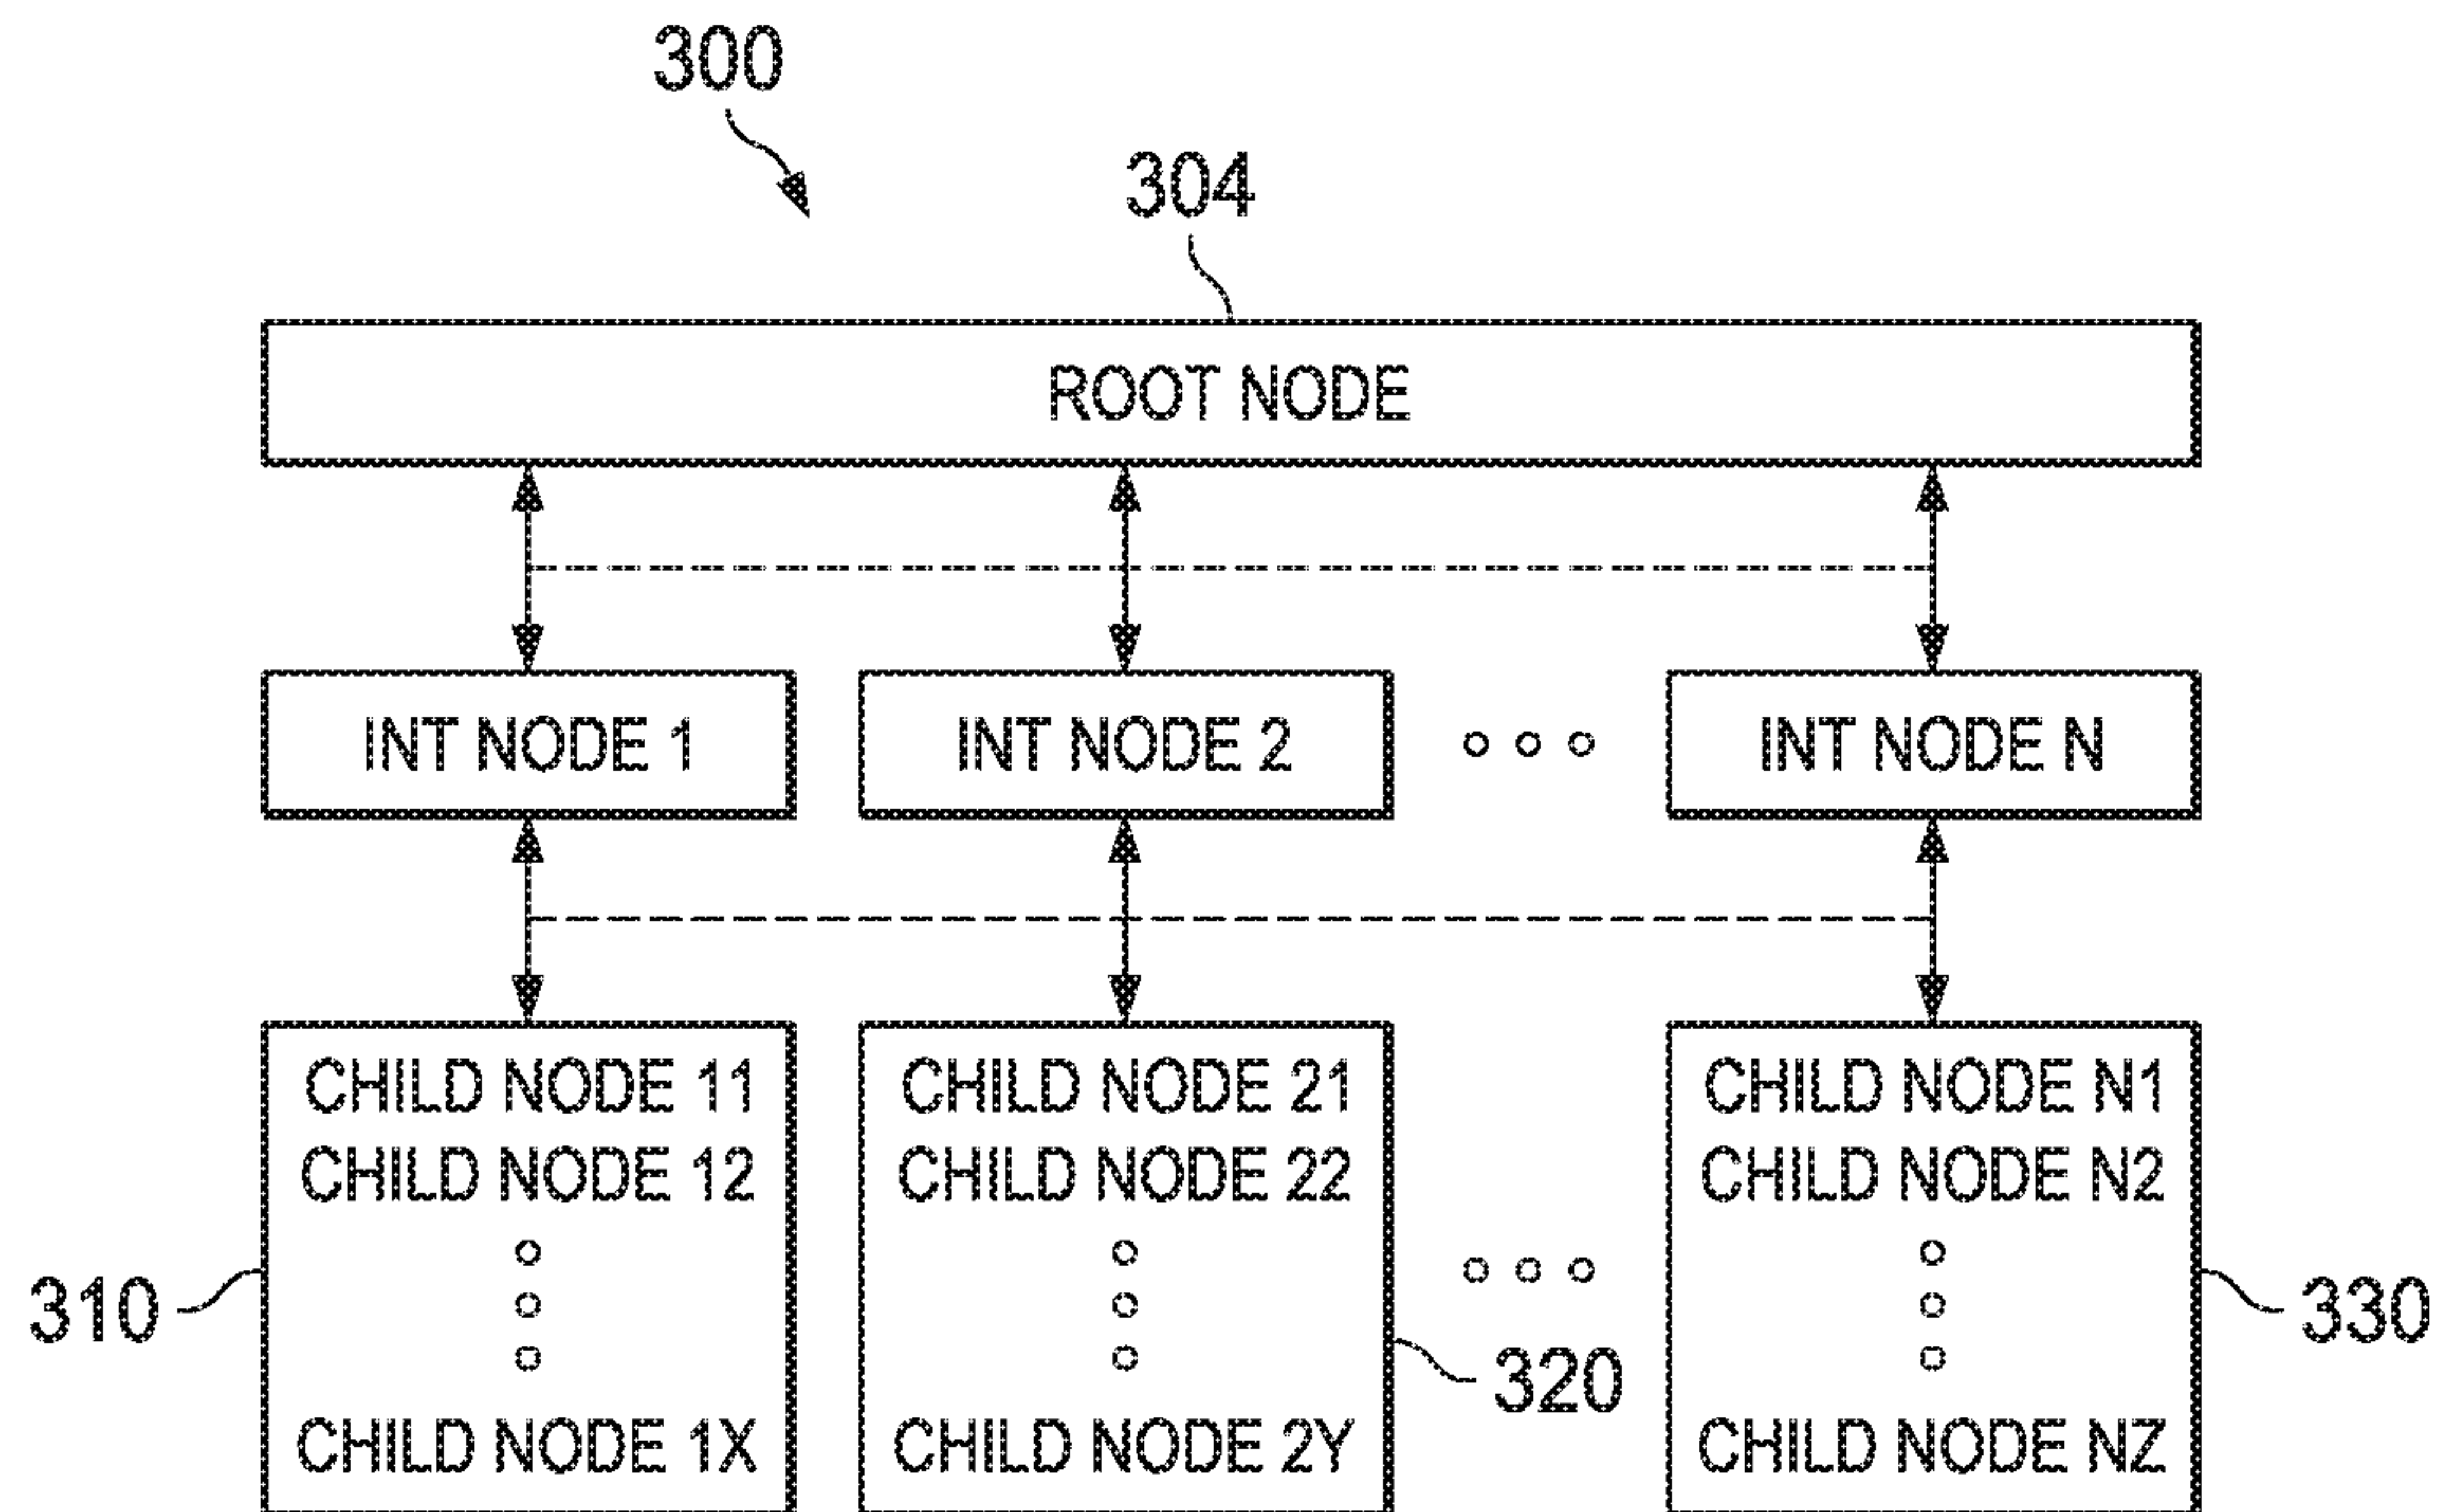 300
304
ROOT NODE
INT NODE 1
INT NODE 2
INT NODE N
CHILD NODE 11
CHILD NODE 12
CHILD NODE 1X
310
CHILD NODE 21
CHILD NODE 22
CHILD NODE 2Y
320
CHILD NODE N1
CHILD NODE N2
CHILD NODE NZ
330